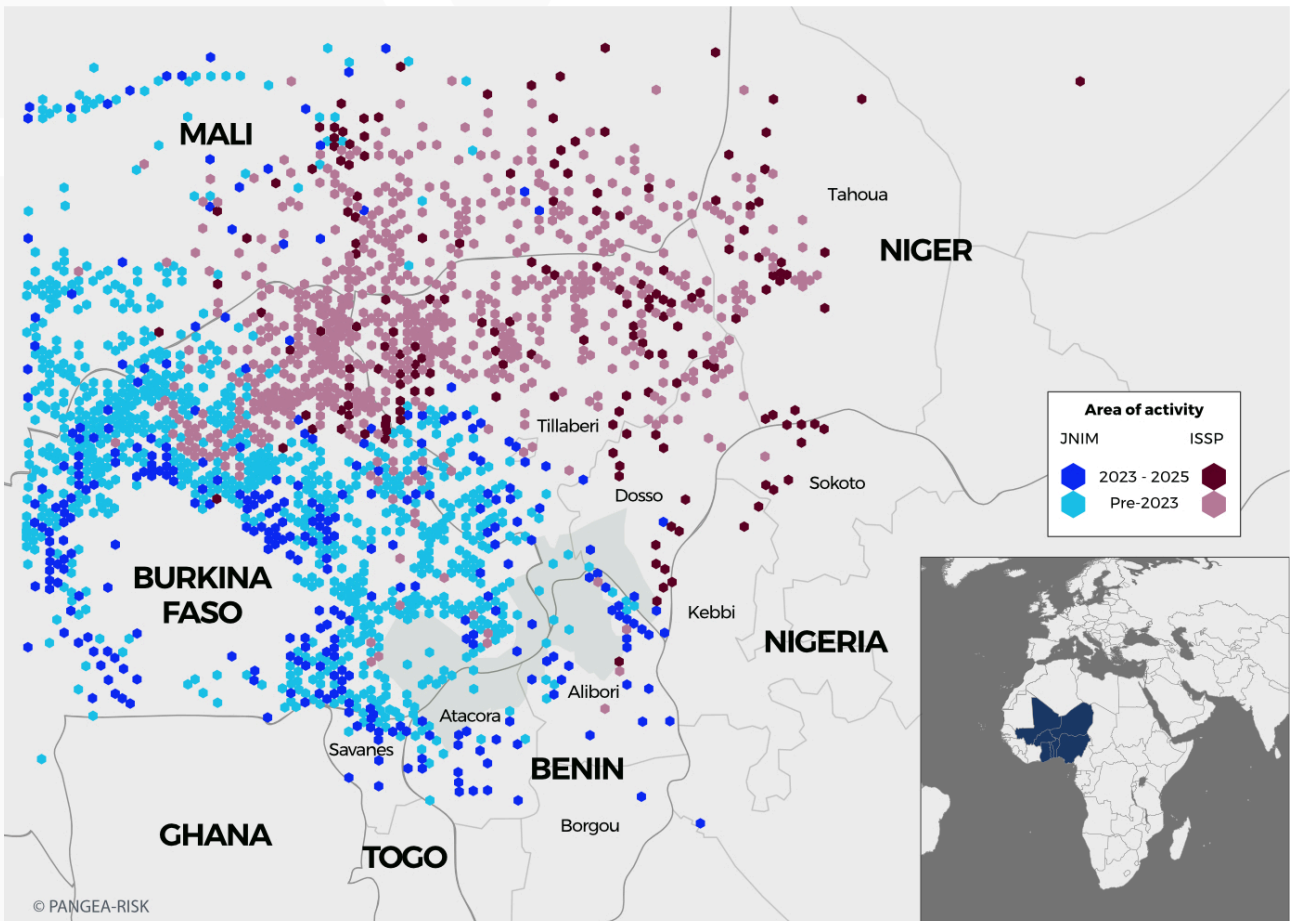 MALI
Tahoua
NIGER
Area of activity
JNIM ISSP
2023 - 2025
Pre-2023
Tillaberi
Dosso
Sokoto
BURKINA
FASO
Kebbi
NIGERIA
Alibori
Atacora
Savanes
BENIN
Borgou
GHANA
TOGO
© PANGEA-RISK